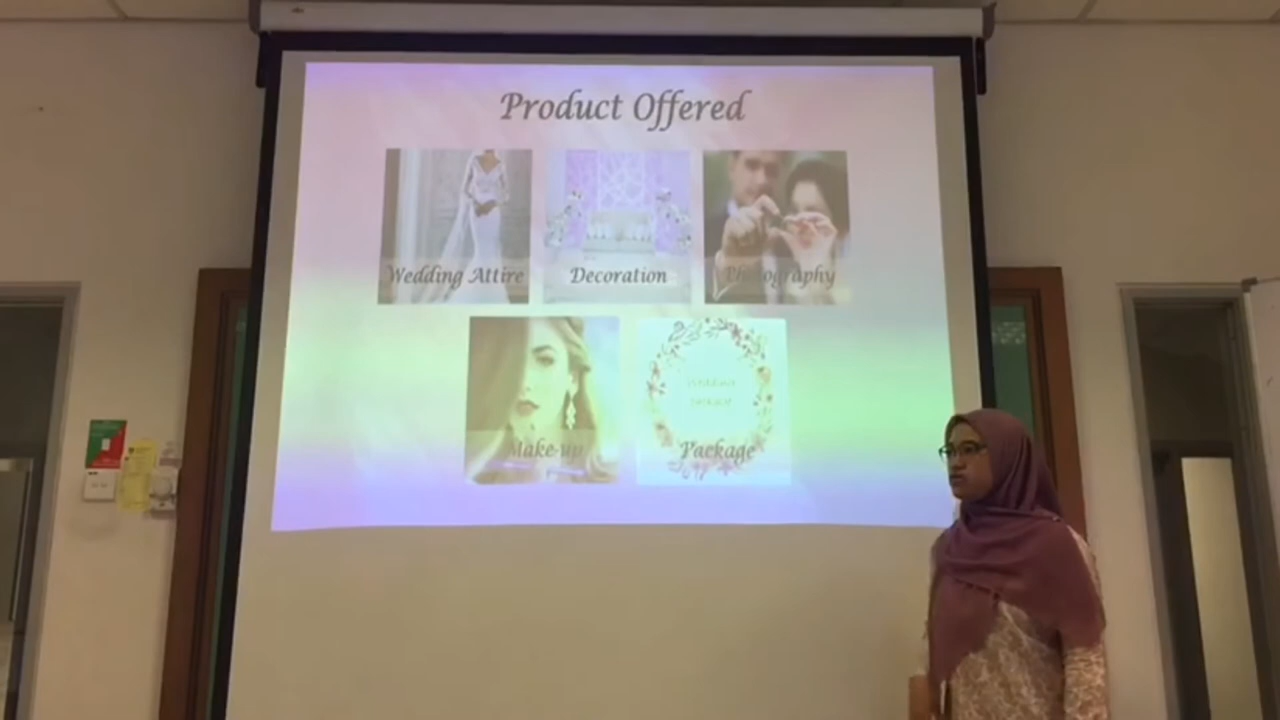 Product Offered
Wedding Attire
Decoration
Photography
Make-up
Package